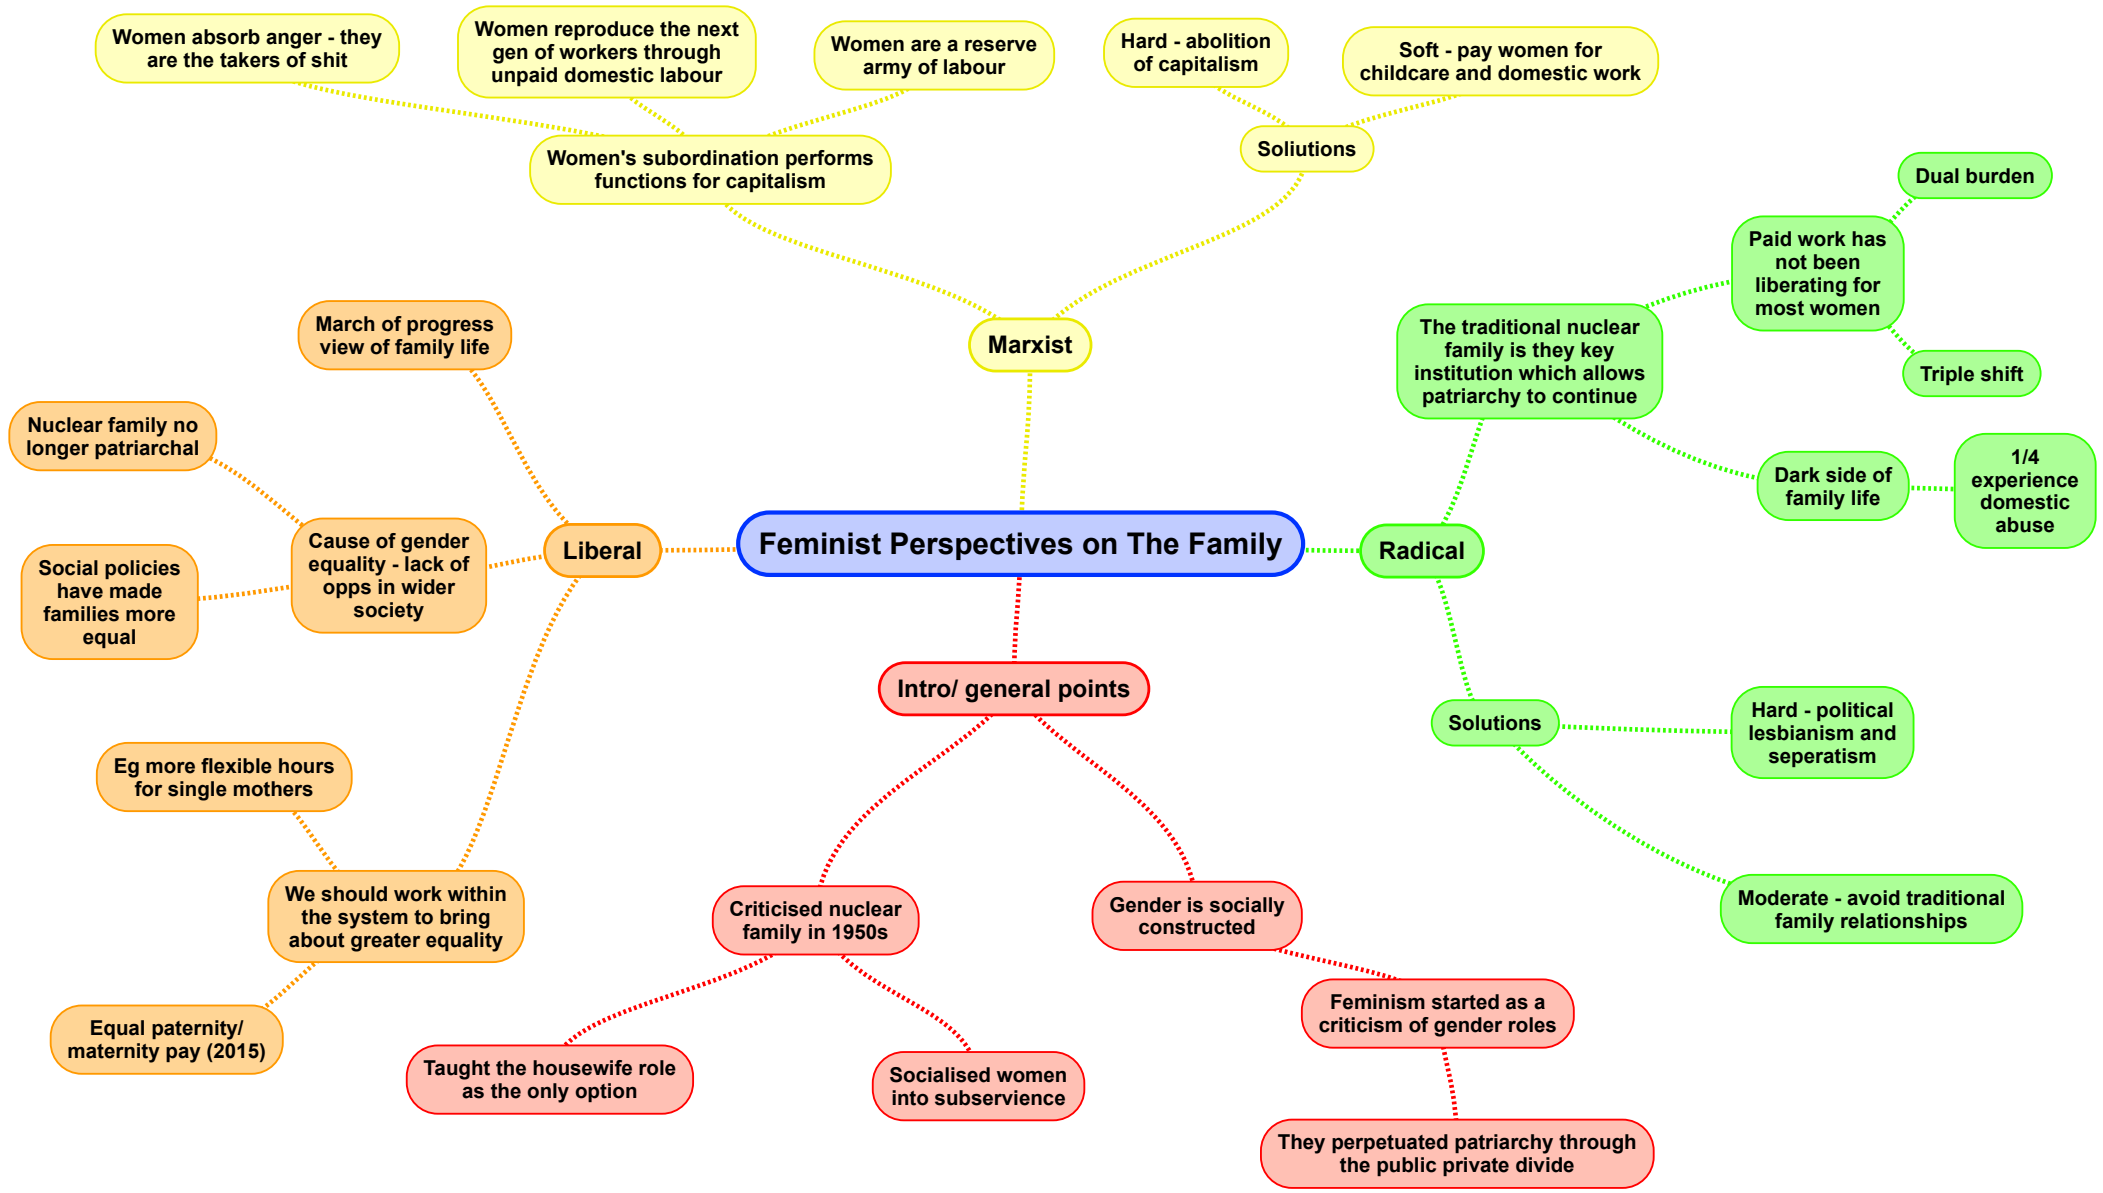 Women absorb anger - they
are the takers of shit
Women reproduce the next
gen of workers through
unpaid domestic labour
Women are a reserve
army of labour
Hard - abolition
of capitalism
Soft - pay women for
childcare and domestic work
Women's subordination performs
functions for capitalism
Soliutions
Marxist
Dual burden
Paid work has
not been
liberating for
most women
Triple shift
The traditional nuclear
family is they key
institution which allows
patriarchy to continue
Dark side of
family life
1/4
experience
domestic
abuse
March of progress
view of family life
Nuclear family no
longer patriarchal
Social policies
have made
families more
equal
Cause of gender
equality - lack of
opps in wider
society
Liberal
Feminist Perspectives on The Family
Radical
Intro/ general points
Solutions
Hard - political
lesbianism and
seperatism
Moderate - avoid traditional
family relationships
Eg more flexible hours
for single mothers
We should work within
the system to bring
about greater equality
Equal paternity/
maternity pay (2015)
Criticised nuclear
family in 1950s
Taught the housewife role
as the only option
Socialised women
into subservience
Gender is socially
constructed
Feminism started as a
criticism of gender roles
They perpetuated patriarchy through
the public private divide